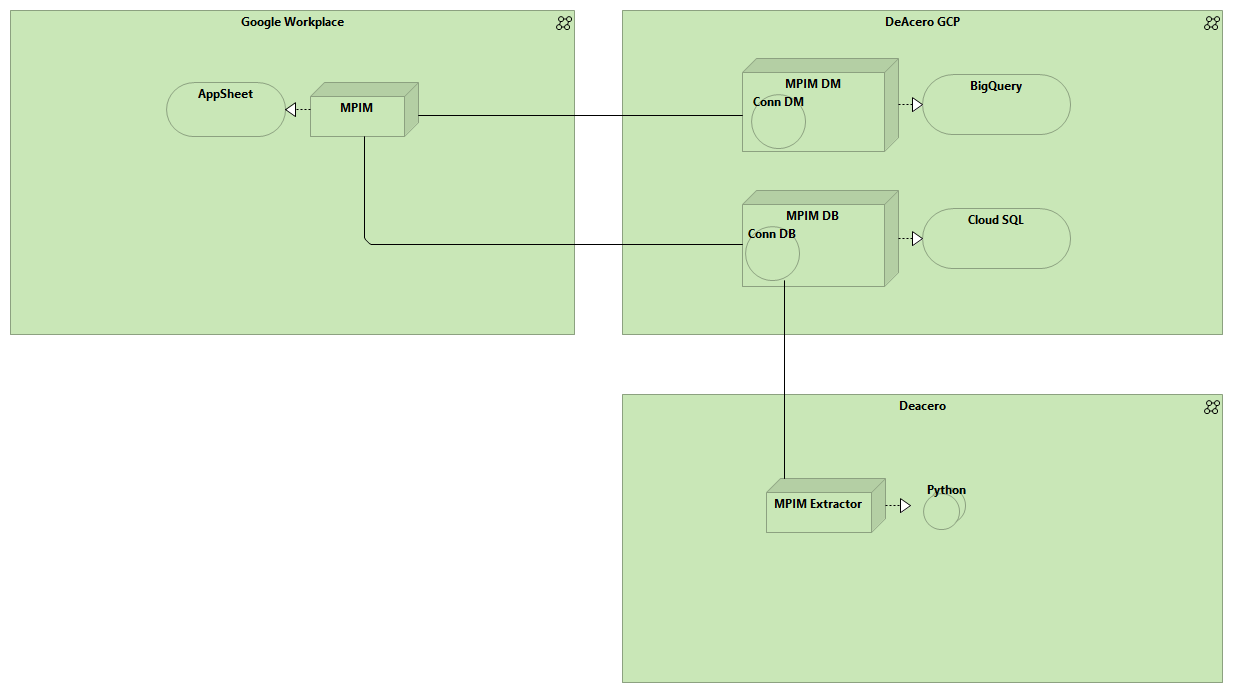 Google Workplace
AppSheet
MPIM
DeAcero GCP
MPIM DM
Conn DM
BigQuery
MPIM DB
Conn DB
Cloud SQL
Deacero
MPIM Extractor
Python